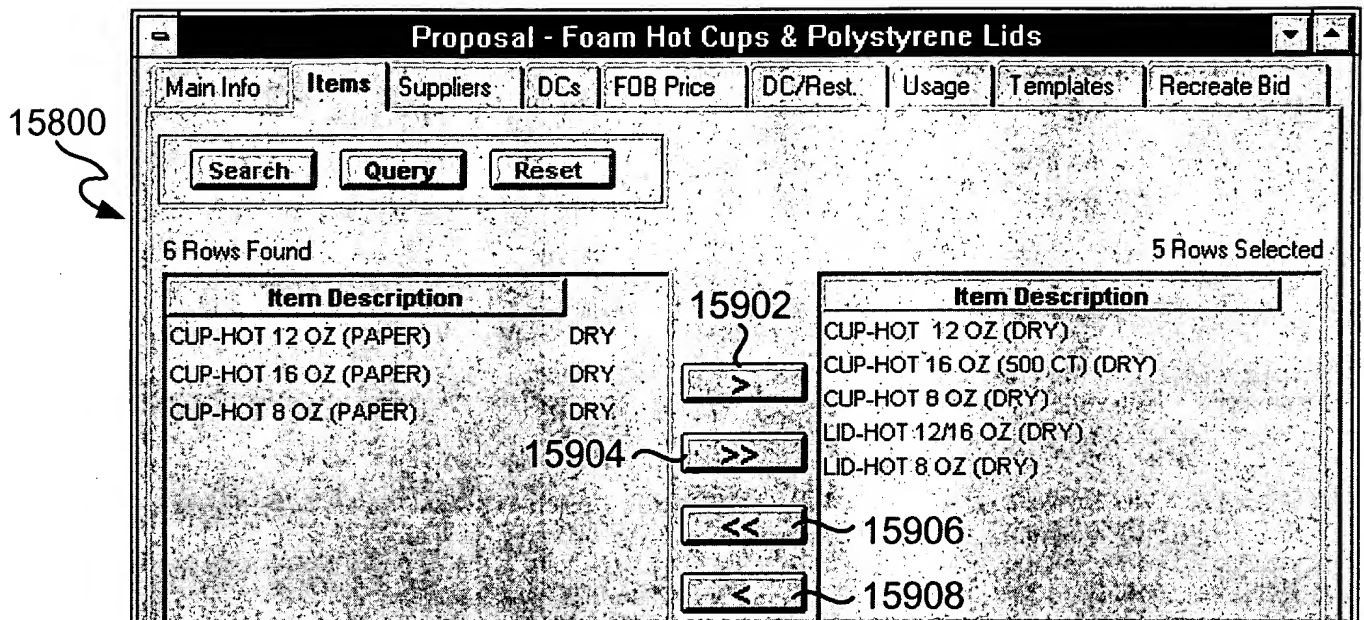 Proposal - Foam Hot Cups & Polystyrene Lids
Main Info Items Suppliers DCs FOB Price DC/Rest. Usage Templates Recreate Bid
15800
Search Query Reset
6 Rows Found 5 Rows Selected
Item Description 15902 Item Description
CUP-HOT 12 OZ (PAPER) DRY CUP-HOT 12 OZ (DRY)
CUP-HOT 16 OZ (PAPER) DRY > CUP-HOT 16 OZ (500 CT) (DRY)
CUP-HOT 8 OZ (PAPER) DRY CUP-HOT 8 OZ (DRY)
LID-HOT 12/16 OZ (DRY)
15904 >> LID-HOT 8 OZ (DRY)
<< 15906
< 15908